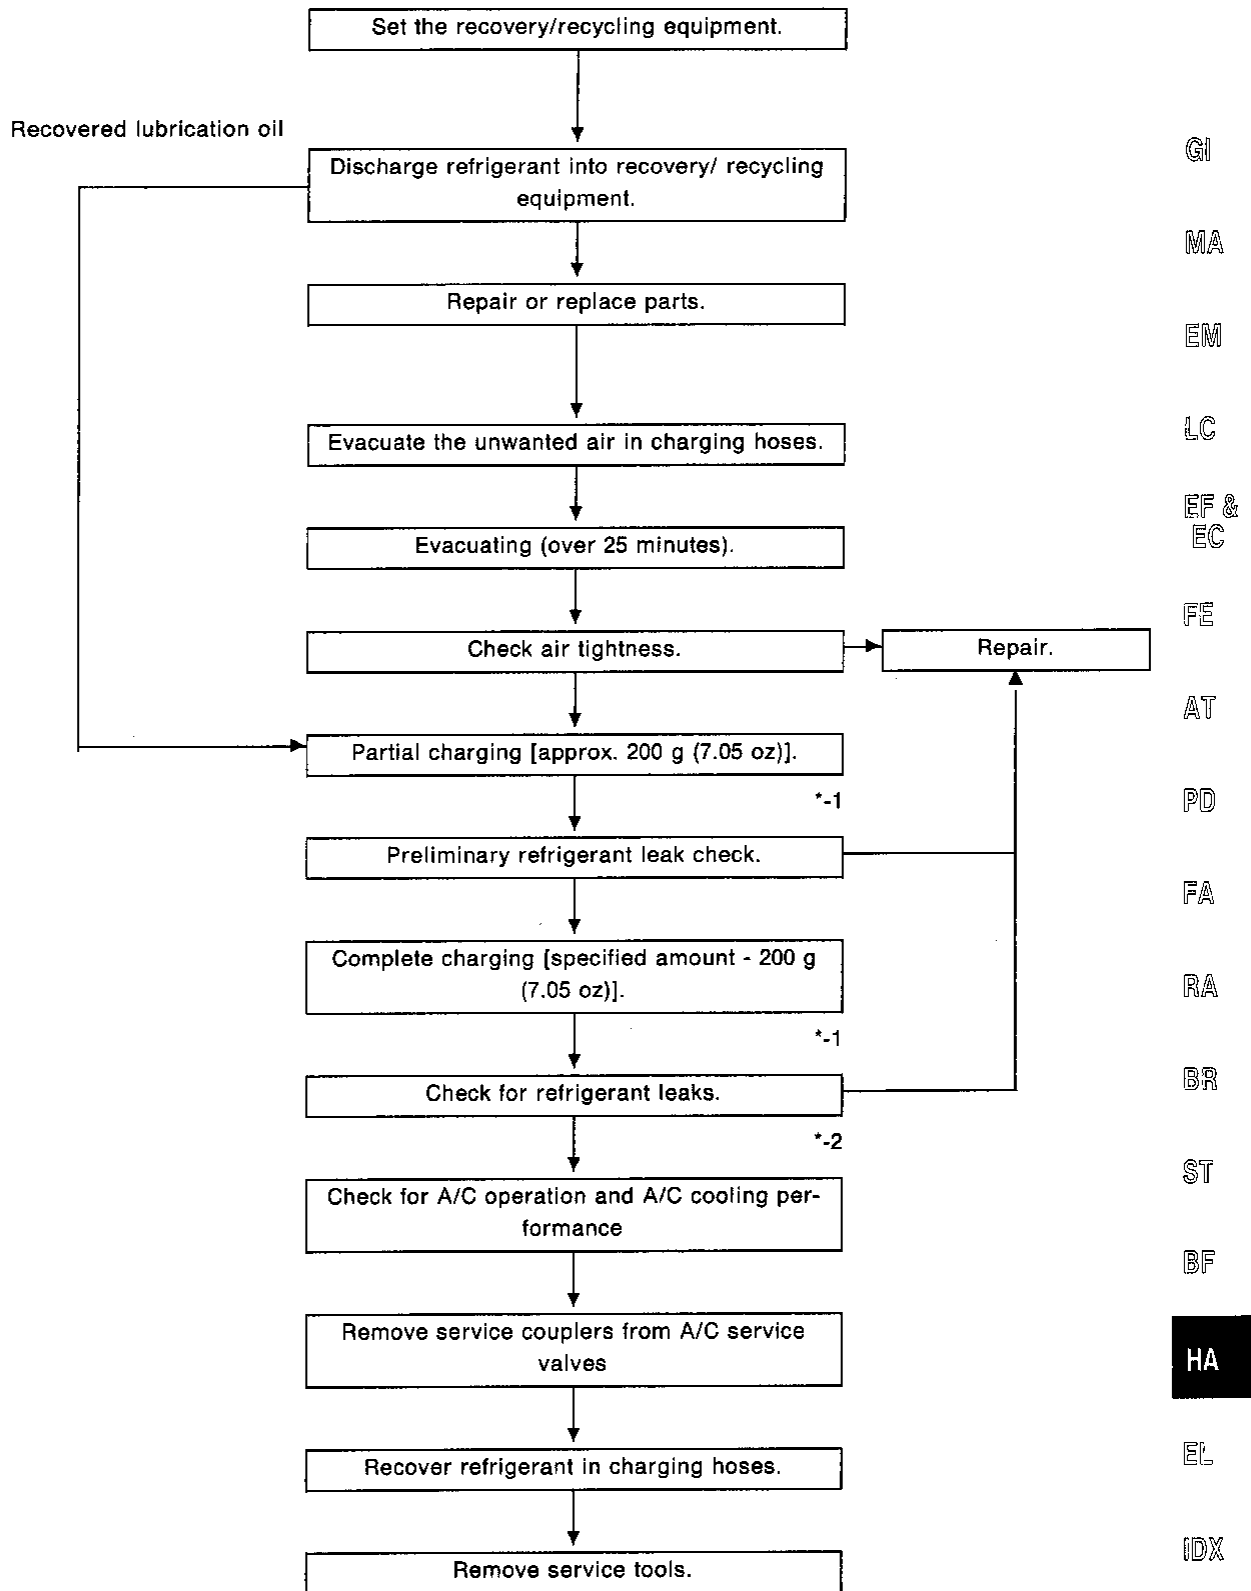 Set the recovery/recycling equipment.
Recovered lubrication oil
Discharge refrigerant into recovery/ recycling
equipment.
Repair or replace parts.
Evacuate the unwanted air in charging hoses.
Evacuating (over 25 minutes).
Check air tightness.
Repair.
Partial charging [approx. 200 g (7.05 oz)].
*-1
Preliminary refrigerant leak check.
Complete charging [specified amount - 200 g
(7.05 oz)].
*-1
Check for refrigerant leaks.
*-2
Check for A/C operation and A/C cooling per-
formance
Remove service couplers from A/C service
valves
Recover refrigerant in charging hoses.
Remove service tools.
GI
MA
EM
LC
EF &
EC
FE
AT
PD
FA
RA
BR
ST
BF
HA
EL
IDX